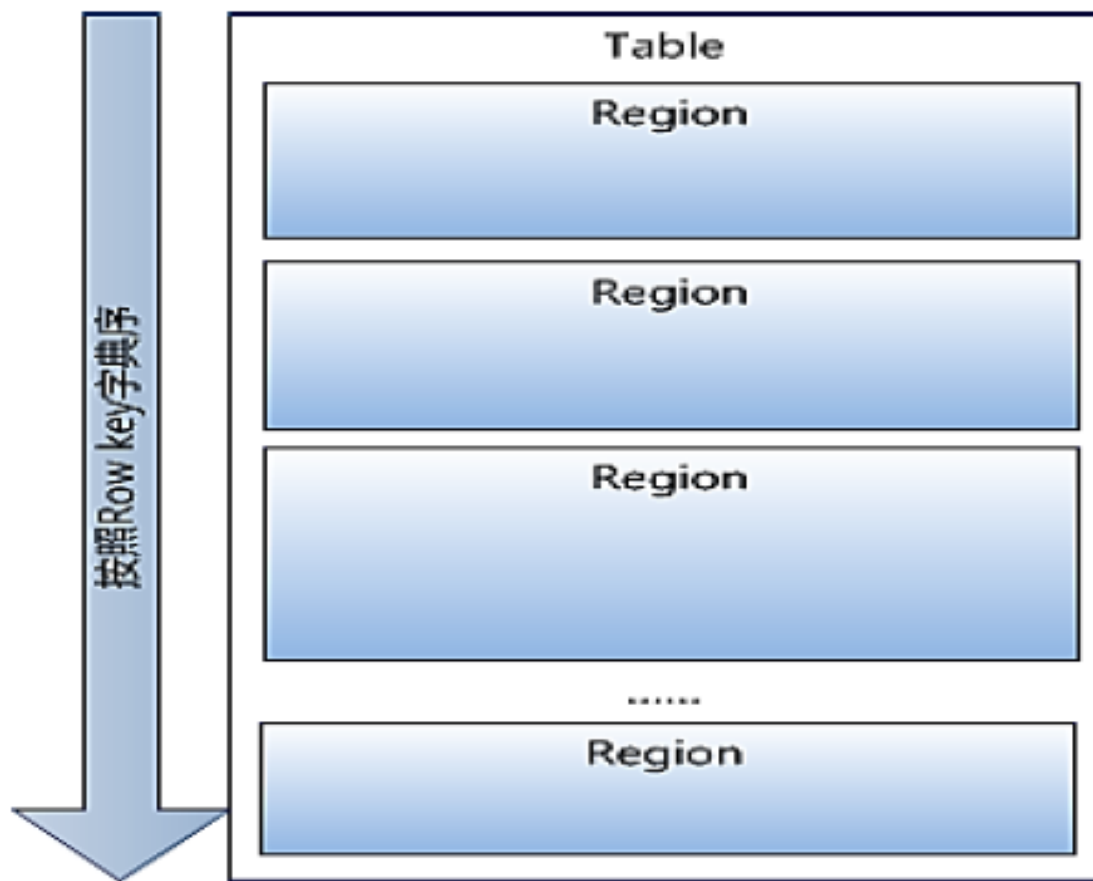 Table
Region
Region
按照Row key字典序
Region
......
Region